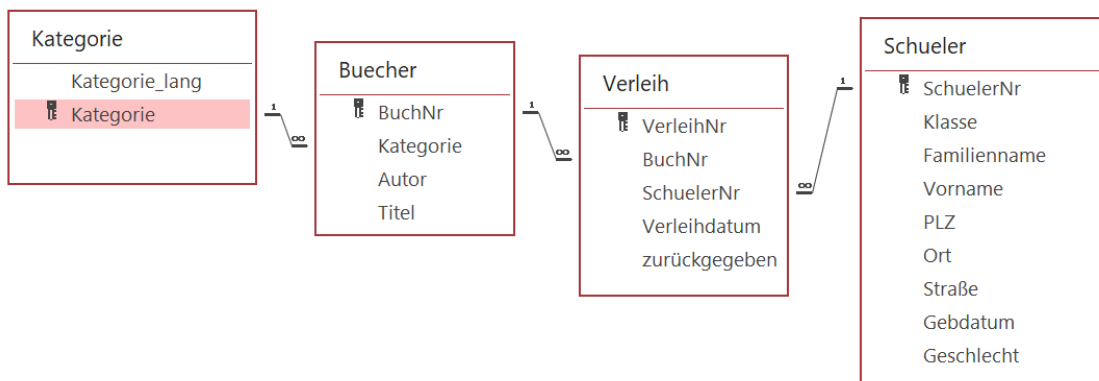 Kategorie
Kategorie_lang
Kategorie
1
∞
Buecher
BuchNr
Kategorie
Autor
Titel
1
∞
Verleih
VerleihNr
BuchNr
SchuelerNr
Verleihdatum
zurückgegeben
1
∞
Schueler
SchuelerNr
Klasse
Familienname
Vorname
PLZ
Ort
Straße
Gebdatum
Geschlecht